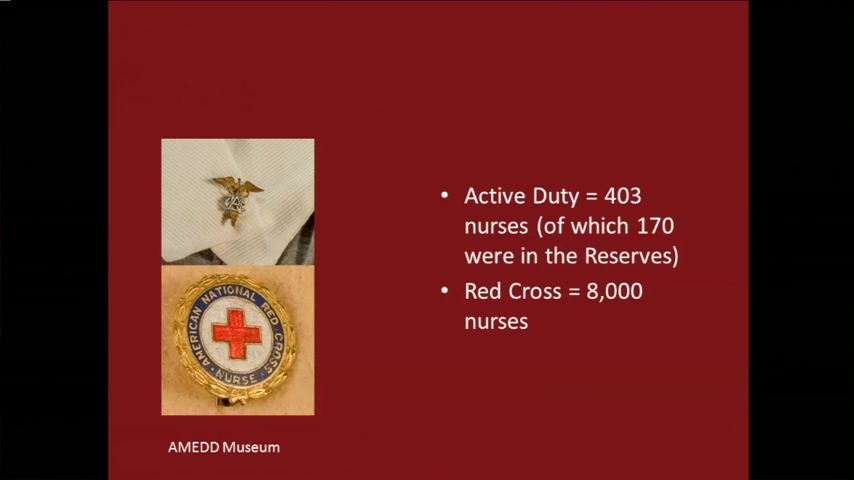 • Active Duty = 403
nurses (of which 170
were in the Reserves)
• Red Cross = 8,000
nurses
AMERICAN NATIONAL RED CROSS
NURSE
AMEDD Museum